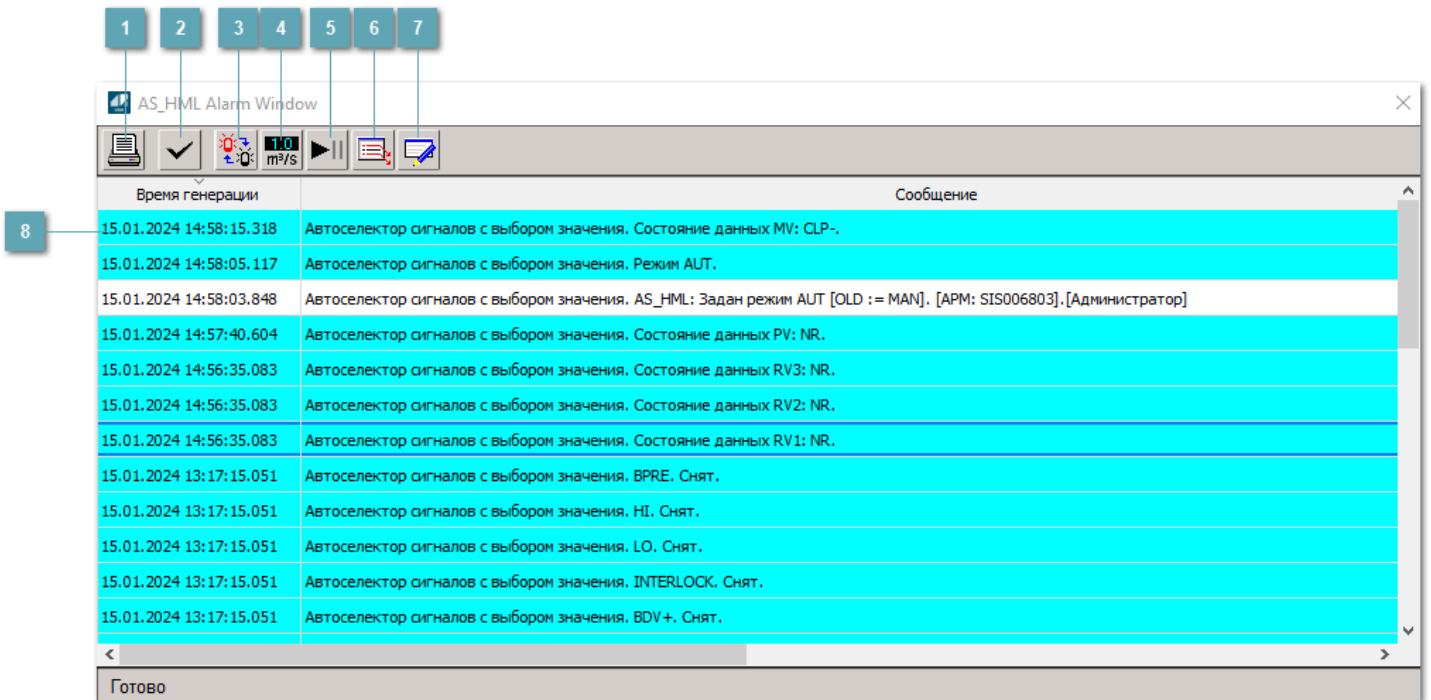 1 2 3 4 5 6 7
AS_HML Alarm Window
1.0
m³/s
Время генерации Сообщение
8
15.01.2024 14:58:15.318 Автоселектор сигналов с выбором значения. Состояние данных MV: CLP-.
15.01.2024 14:58:05.117 Автоселектор сигналов с выбором значения. Режим AUT.
15.01.2024 14:58:03.848 Автоселектор сигналов с выбором значения. AS_HML: Задан режим AUT [OLD := MAN]. [АРМ: SIS006803].[Администратор]
15.01.2024 14:57:40.604 Автоселектор сигналов с выбором значения. Состояние данных PV: NR.
15.01.2024 14:56:35.083 Автоселектор сигналов с выбором значения. Состояние данных RV3: NR.
15.01.2024 14:56:35.083 Автоселектор сигналов с выбором значения. Состояние данных RV2: NR.
15.01.2024 14:56:35.083 Автоселектор сигналов с выбором значения. Состояние данных RV1: NR.
15.01.2024 13:17:15.051 Автоселектор сигналов с выбором значения. BPRE. Снят.
15.01.2024 13:17:15.051 Автоселектор сигналов с выбором значения. HI. Снят.
15.01.2024 13:17:15.051 Автоселектор сигналов с выбором значения. LO. Снят.
15.01.2024 13:17:15.051 Автоселектор сигналов с выбором значения. INTERLOCK. Снят.
15.01.2024 13:17:15.051 Автоселектор сигналов с выбором значения. BDV+. Снят.
Готово